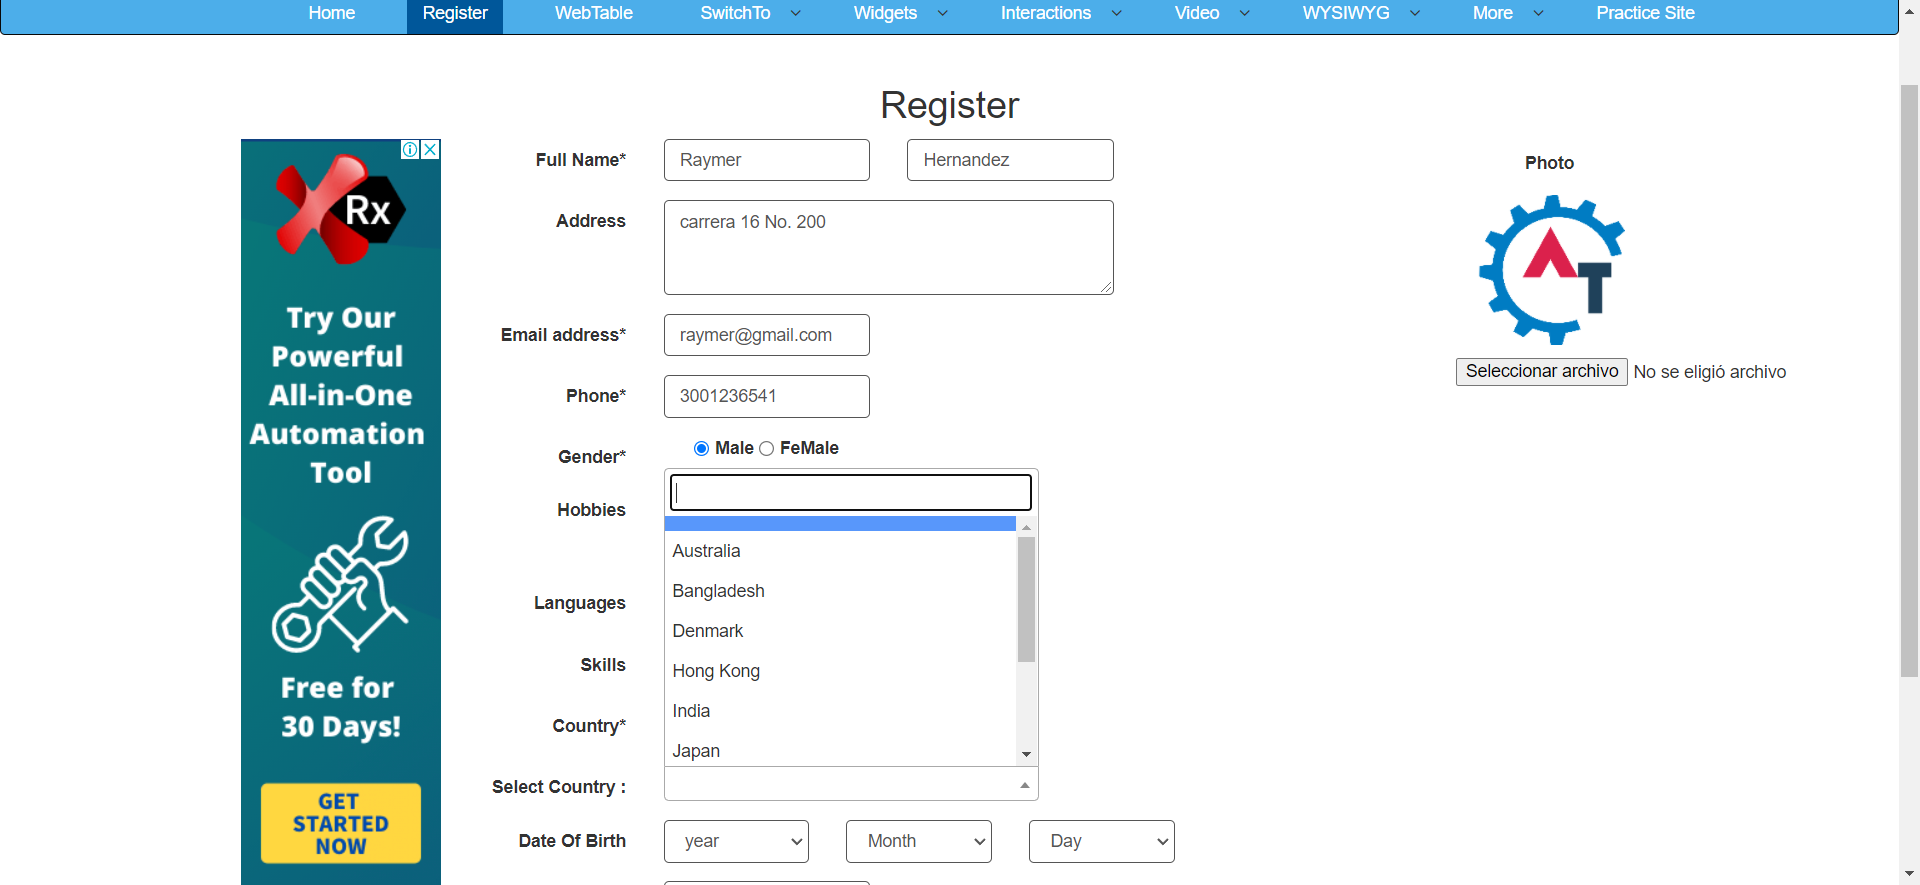 Home Register WebTable SwitchTo Widgets Interactions Video WYSIWYG More Practice Site
Register
Rx
Try Our
Powerful
All-in-One
Automation
Tool
Free for
30 Days!
GET
STARTED
NOW
Full Name* Raymer Hernandez
Address carrera 16 No. 200
Email address* raymer@gmail.com
Phone* 3001236541
Gender* Male FeMale
Hobbies
Australia
Bangladesh
Languages
Denmark
Skills Hong Kong
India
Country*
Japan
Select Country :
Date Of Birth year Month Day
Photo
AT
Seleccionar archivo No se eligió archivo